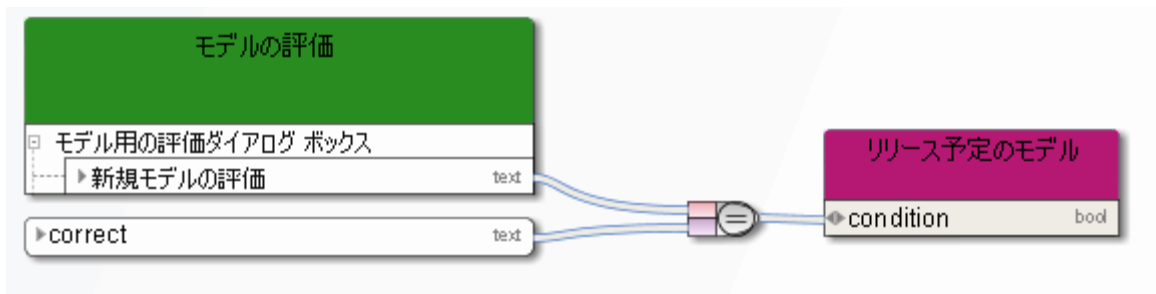 モデルの評価
モデル用の評価ダイアログ ボックス
新規モデルの評価 text
correct text
リリース予定のモデル
condition bool